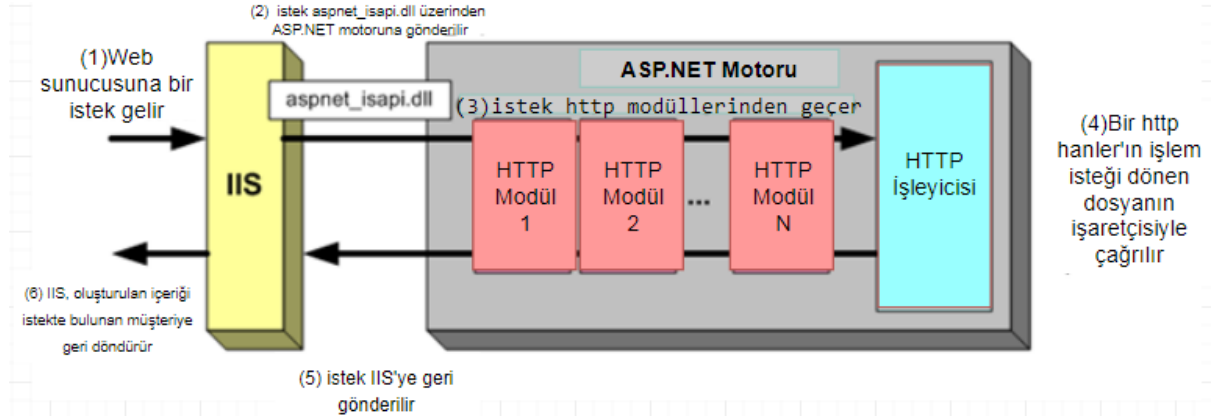 (2) istek aspnet_isapi.dll üzerinden
ASP.NET motoruna gönderilir
(1)Web
sunucusuna bir
istek gelir
aspnet_isapi.dll
ASP.NET Motoru
(3)istek http modüllerinden geçer
IIS
HTTP
Modül
1
HTTP
Modül
2
...
HTTP
Modül
N
HTTP
İşleyicisi
(4)Bir http
hanler'ın işlem
isteği dönen
dosyanın
işaretçisiyle
çağrılır
(5) istek IIS'ye geri
gönderilir
(6) IIS, oluşturulan içeriği
istekte bulunan müşteriye
geri döndürür